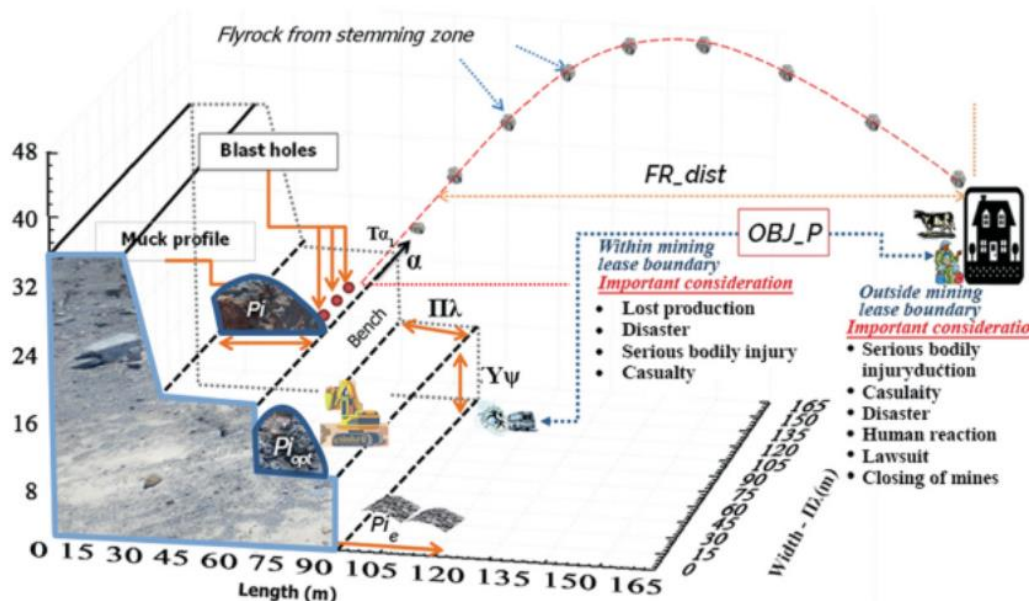 Flyrock from stemming zone
48
40
32
24
16
8
0
Blast holes
Muck profile
Pi
Tα₁
α
Bench
Πλ
Υψ
Pi opt
Pi e
FR_dist
OBJ_P
Within mining
lease boundary
Important consideration
• Lost production
• Disaster
• Serious bodily injury
• Casualty
Outside mining
lease boundary
Important consideration
• Serious bodily
injuryduction
• Casulaity
• Disaster
• Human reaction
• Lawsuit
• Closing of mines
15 30 45 60 75 90 105 120 135 150 165
Length (m)
0
15
30
45
60
75
90
105
120
135
150
165
Width - Πλ(m)